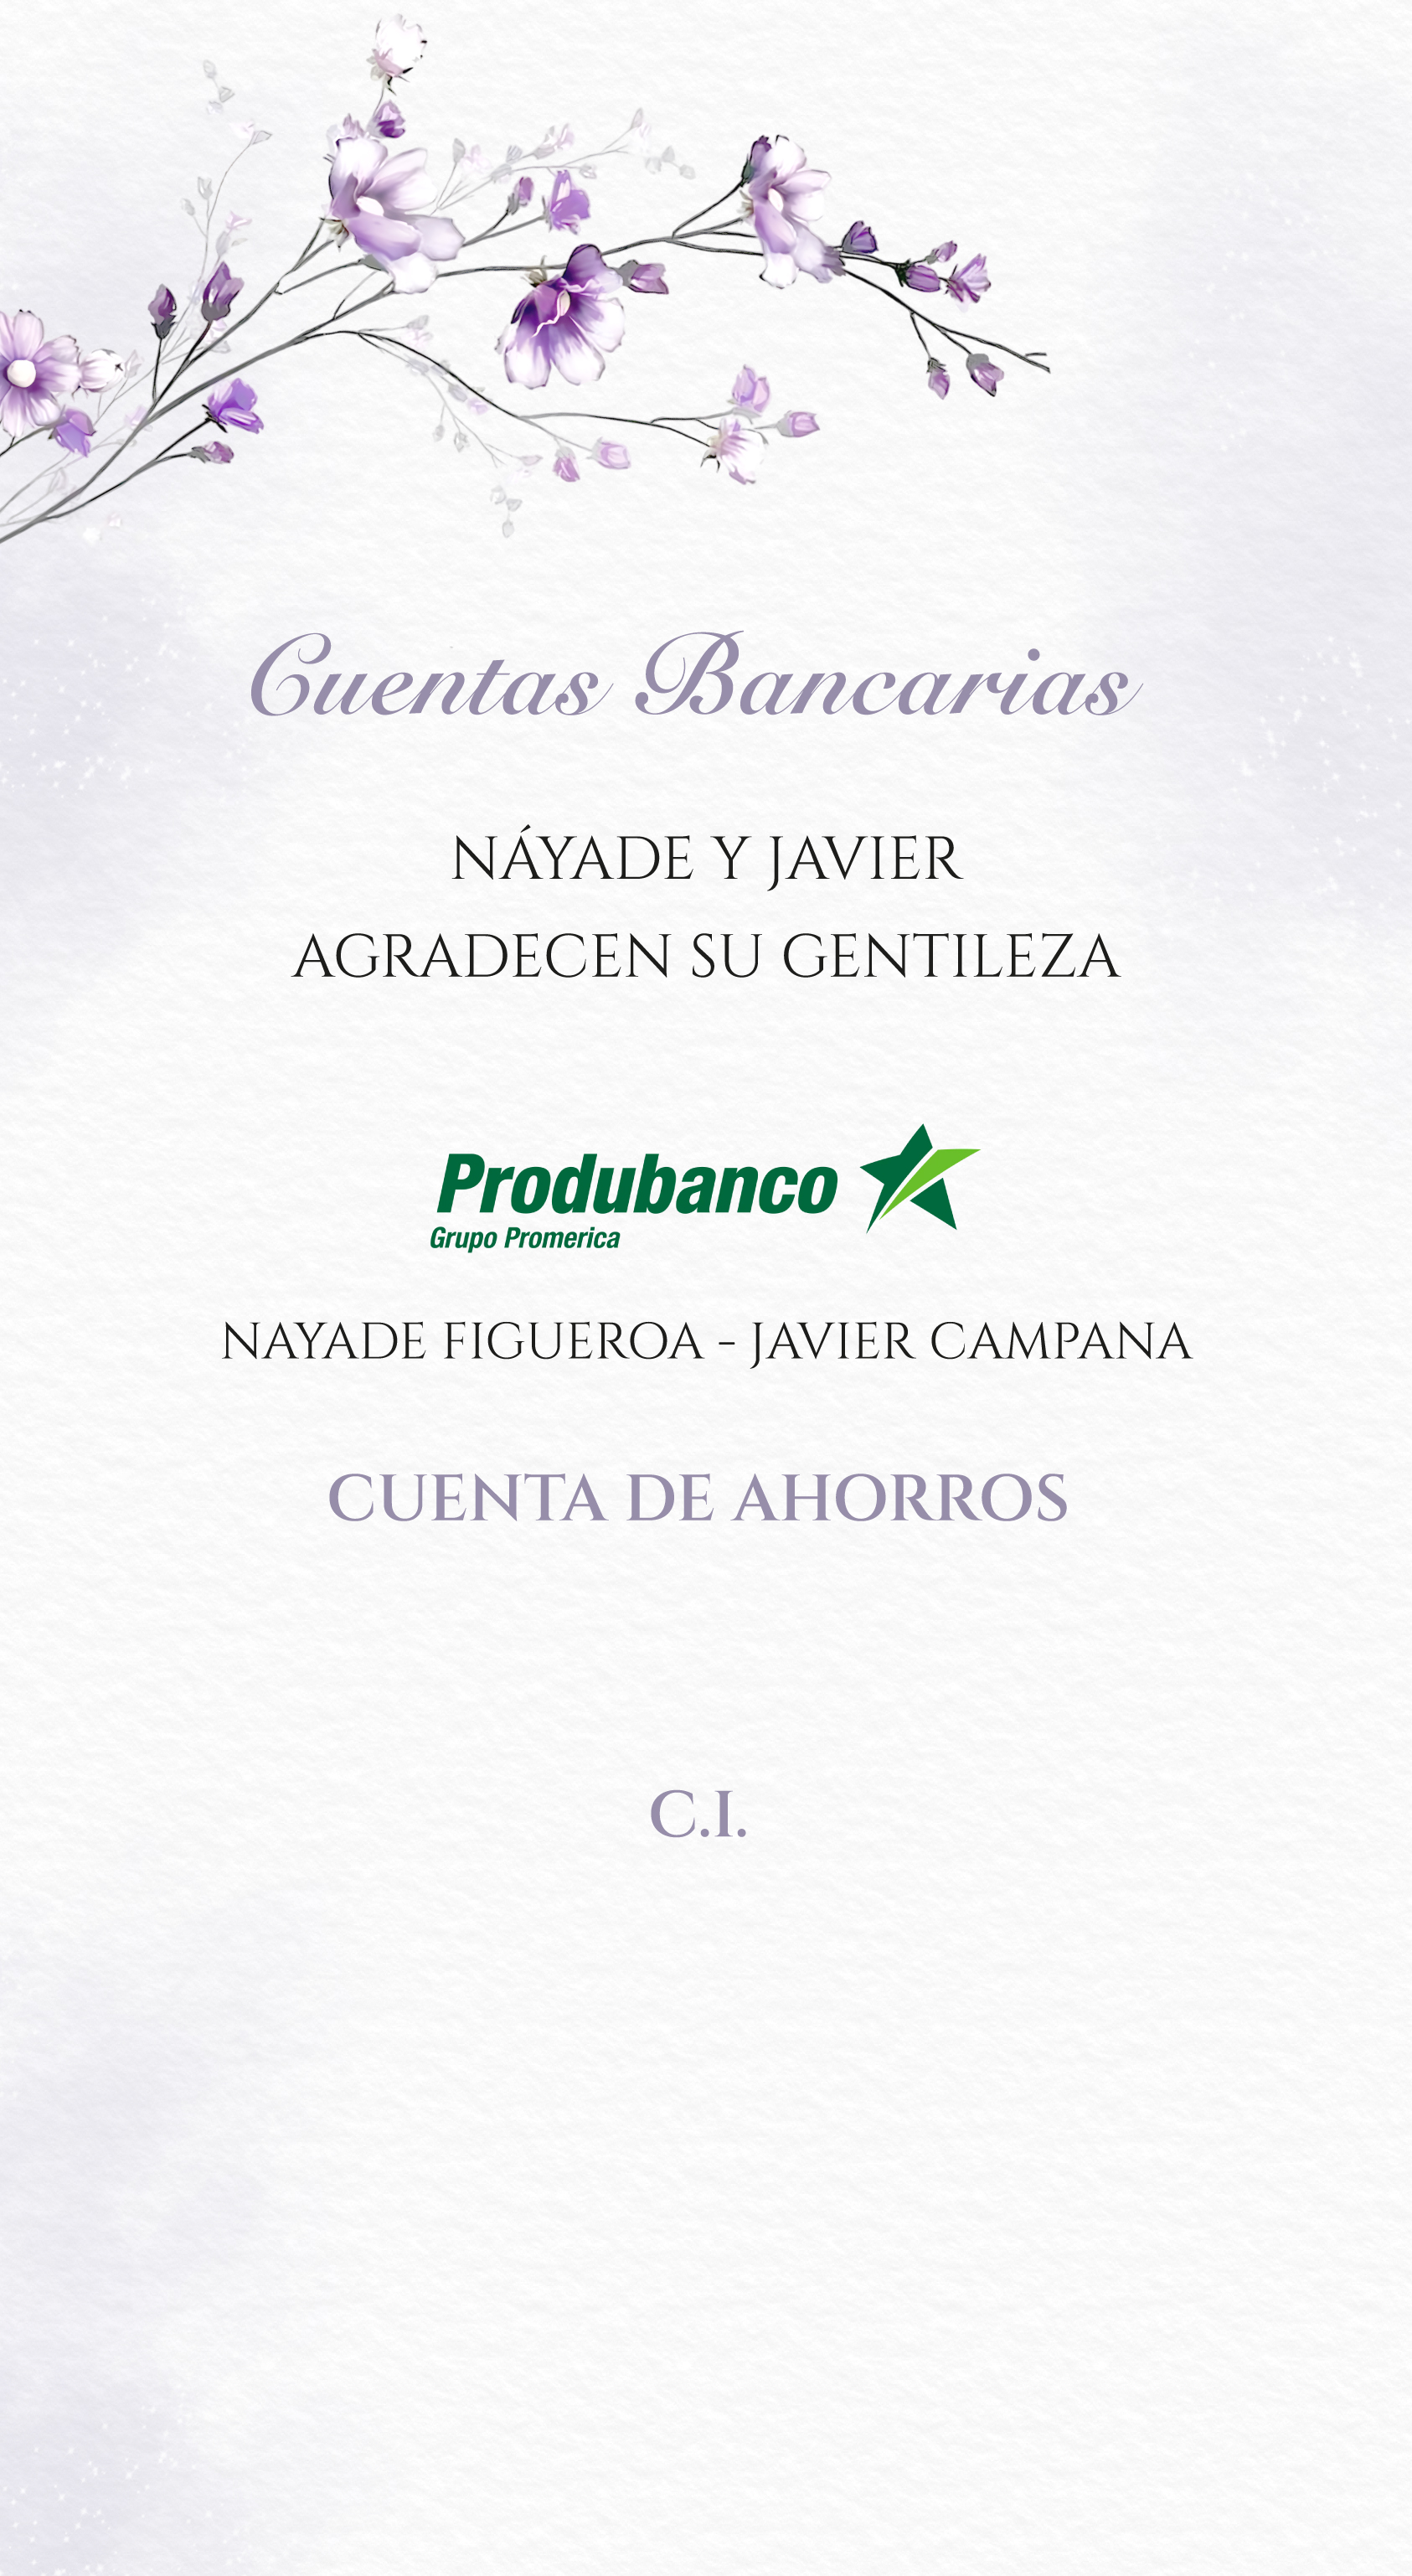 Cuentas Bancarias
NÁYADE Y JAVIER
AGRADECEN SU GENTILEZA
Produbanco
Grupo Promerica
NAYADE FIGUEROA - JAVIER CAMPANA
CUENTA DE AHORROS
C.I.